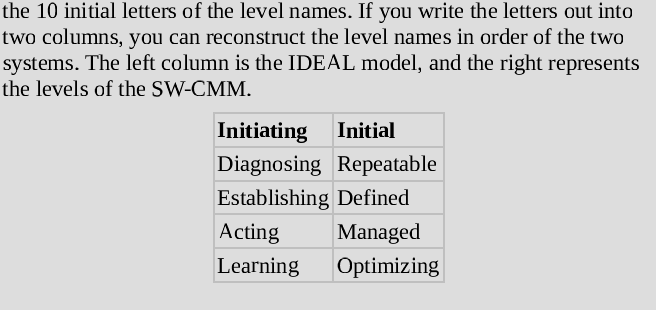 the 10 initial letters of the level names. If you write the letters out into
two columns, you can reconstruct the level names in order of the two
systems. The left column is the IDEAL model, and the right represents
the levels of the SW-CMM.
Initiating Initial
Diagnosing Repeatable
Establishing Defined
Acting Managed
Learning Optimizing